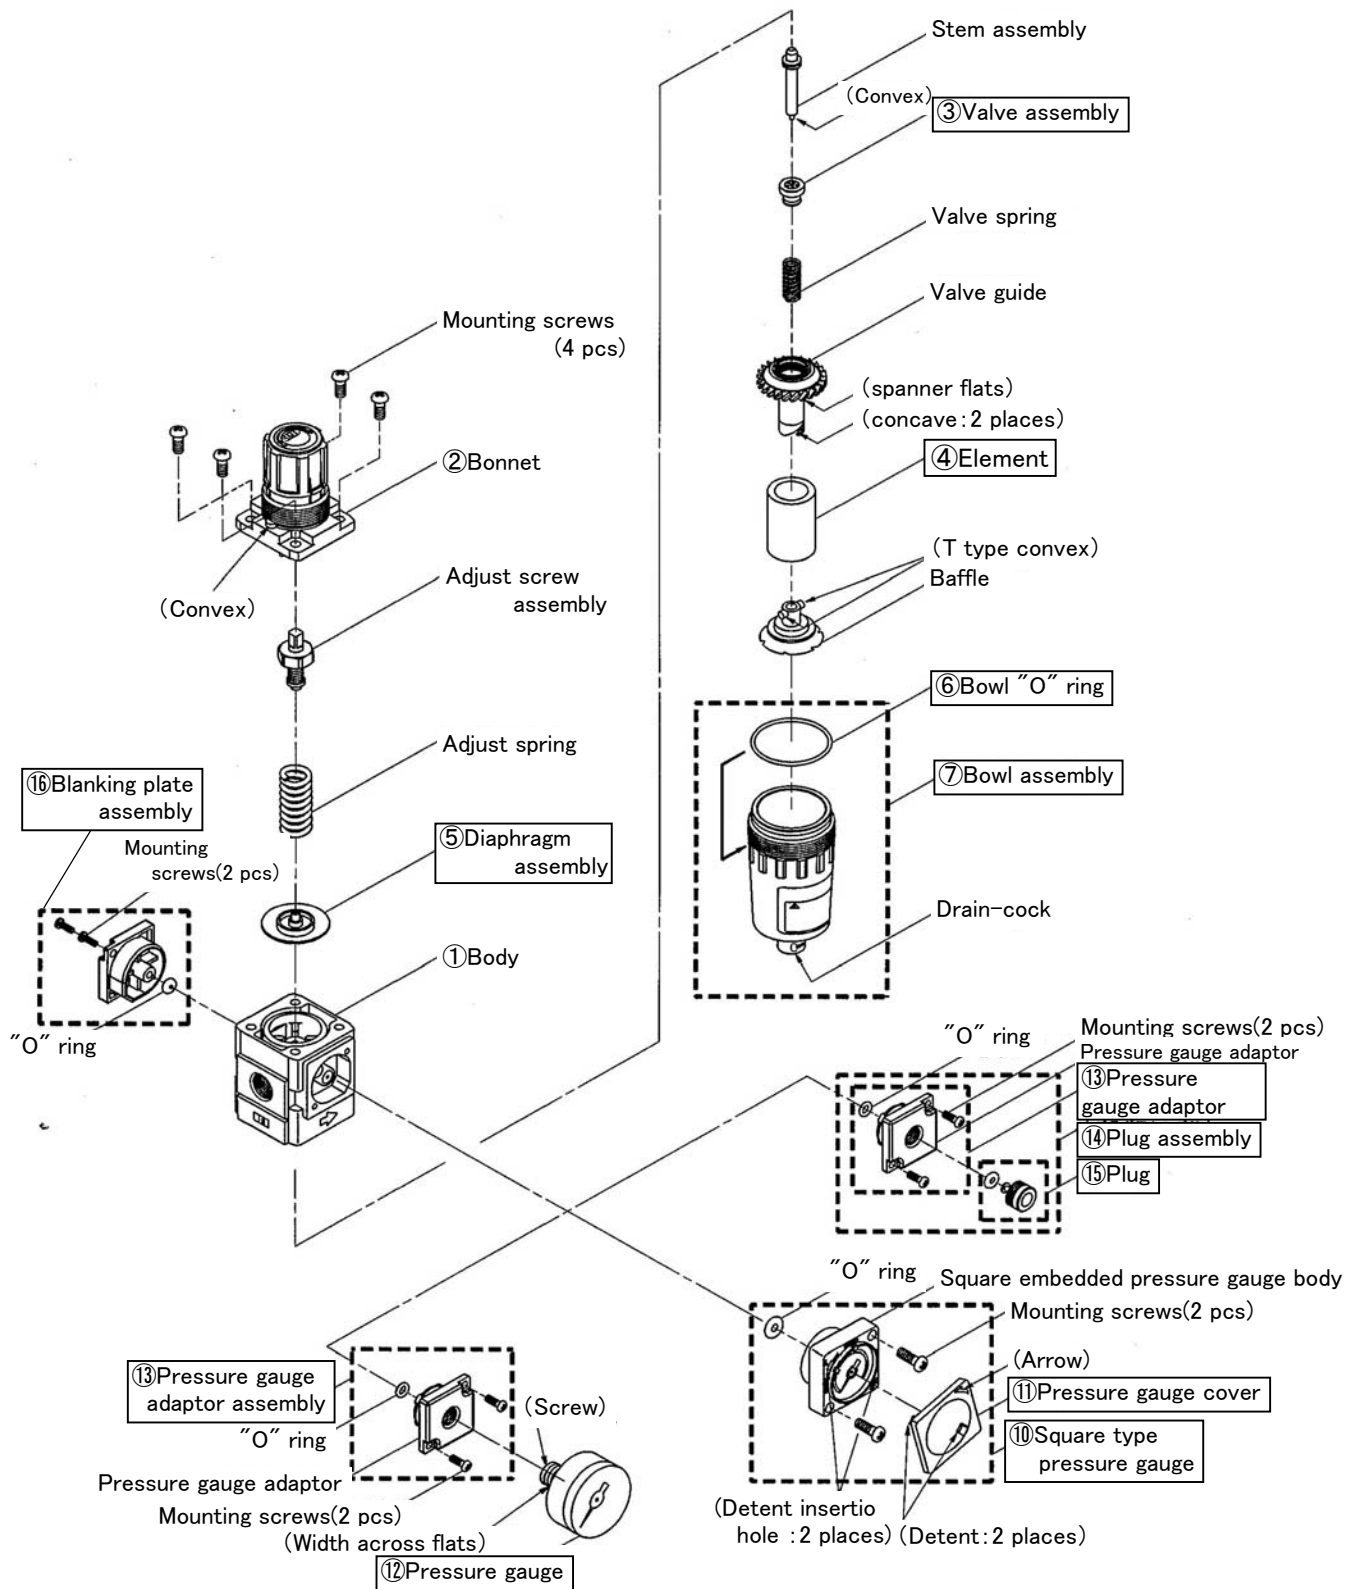 Stem assembly
(Convex)
③Valve assembly
Valve spring
Valve guide
(spanner flats)
(concave:2 places)
④Element
(T type convex)
Baffle
⑥Bowl "O" ring
⑦Bowl assembly
Drain-cock
Mounting screws
(4 pcs)
②Bonnet
(Convex)
Adjust screw
assembly
Adjust spring
⑯Blanking plate
assembly
Mounting
screws(2 pcs)
"O" ring
⑤Diaphragm
assembly
①Body
"O" ring
Mounting screws(2 pcs)
Pressure gauge adaptor
⑬Pressure
gauge adaptor
⑭Plug assembly
⑮Plug
"O" ring
Square embedded pressure gauge body
Mounting screws(2 pcs)
(Arrow)
⑪Pressure gauge cover
⑩Square type
pressure gauge
(Detent insertio
hole :2 places)
(Detent:2 places)
⑬Pressure gauge
adaptor assembly
"O" ring
(Screw)
Pressure gauge adaptor
Mounting screws(2 pcs)
(Width across flats)
⑫Pressure gauge